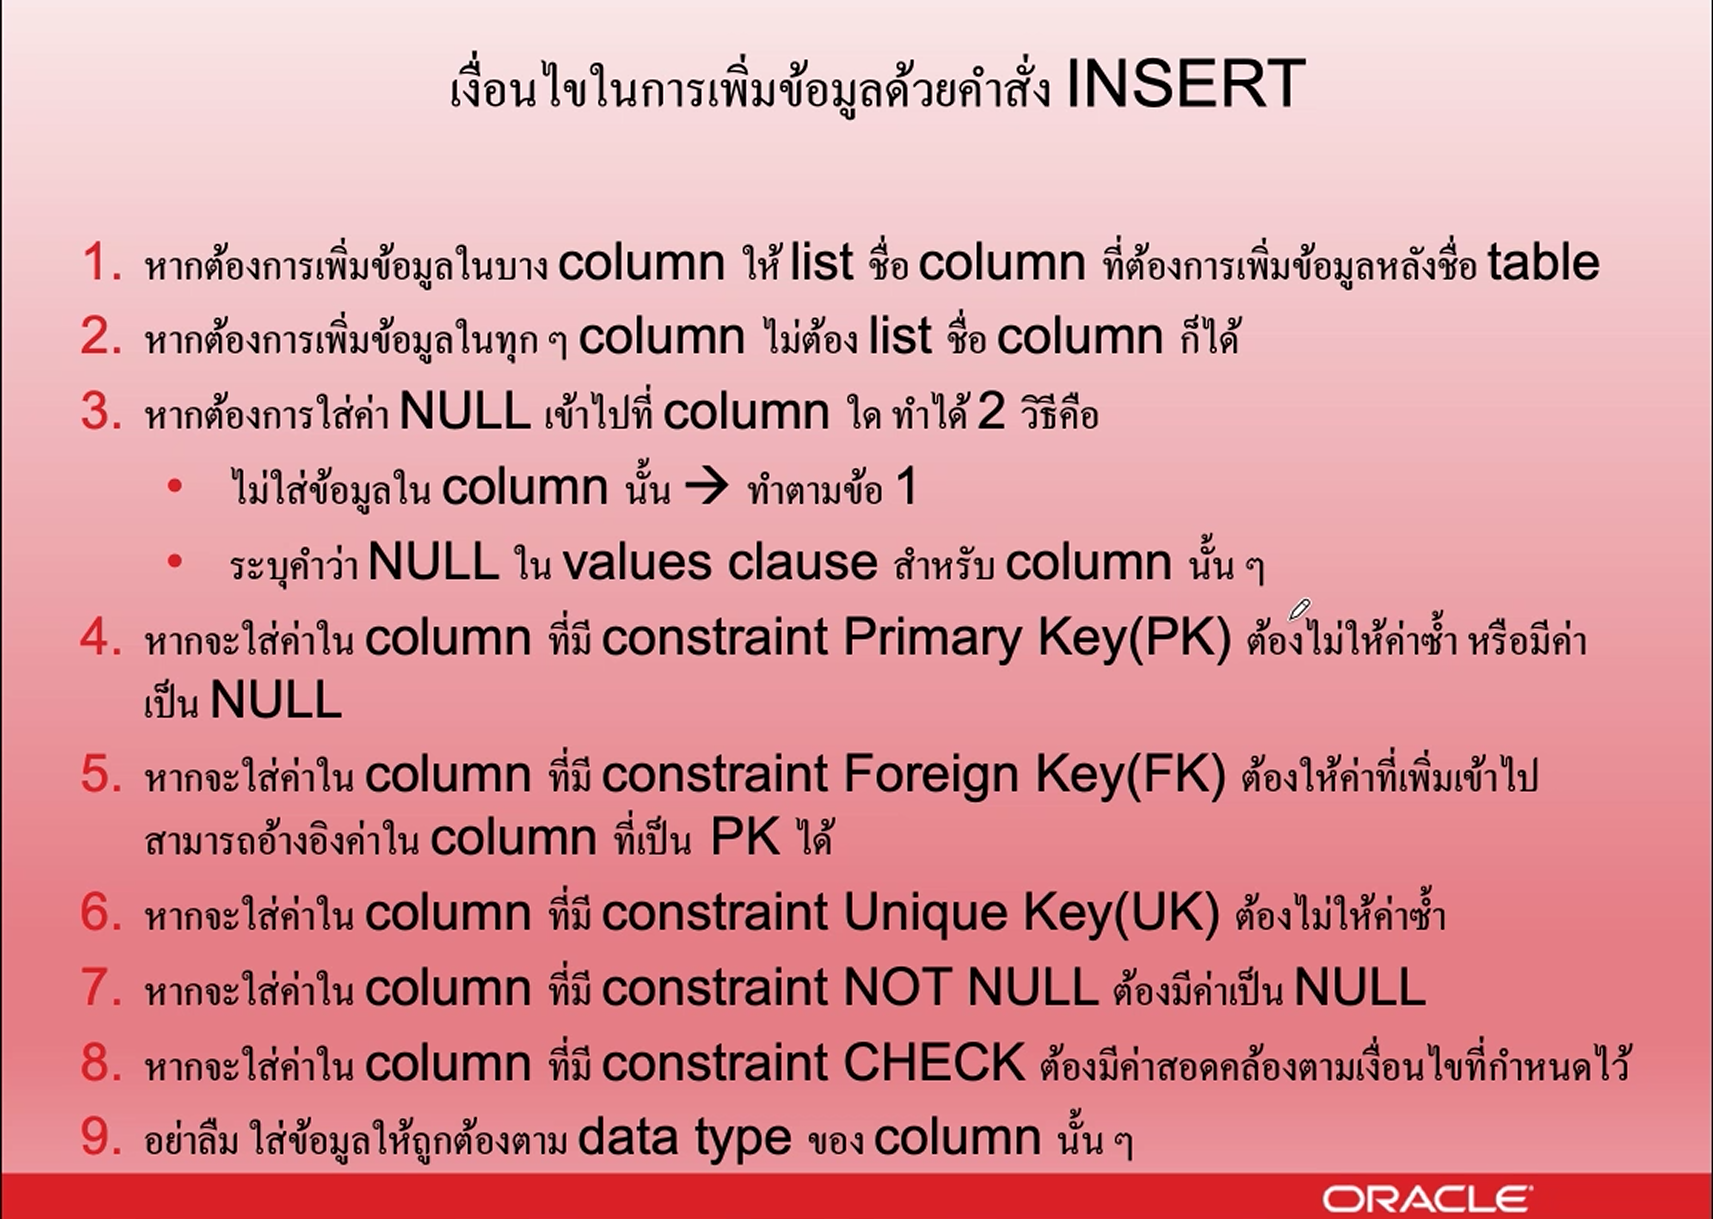 เงื่อนไขในการเพิ่มข้อมูลด้วยคำสั่ง INSERT
1. หากต้องการเพิ่มข้อมูลในบาง column ให้ list ชื่อ column ที่ต้องการเพิ่มข้อมูลหลังชื่อ table
2. หากต้องการเพิ่มข้อมูลในทุก ๆ column ไม่ต้อง list ชื่อ column ก็ได้
3. หากต้องการใส่ค่า NULL เข้าไปที่ column ใด ทำได้ 2 วิธีคือ
• ไม่ใส่ข้อมูลใน column นั้น → ทำตามข้อ 1
• ระบุคำว่า NULL ใน values clause สำหรับ column นั้น ๆ
4. หากจะใส่ค่าใน column ที่มี constraint Primary Key(PK) ต้องไม่ให้ค่าซ้ำ หรือมีค่า
เป็น NULL
5. หากจะใส่ค่าใน column ที่มี constraint Foreign Key(FK) ต้องให้ค่าที่เพิ่มเข้าไป
สามารถอ้างอิงค่าใน column ที่เป็น PK ได้
6. หากจะใส่ค่าใน column ที่มี constraint Unique Key(UK) ต้องไม่ให้ค่าซ้ำ
7. หากจะใส่ค่าใน column ที่มี constraint NOT NULL ต้องมีค่าเป็น NULL
8. หากจะใส่ค่าใน column ที่มี constraint CHECK ต้องมีค่าสอดคล้องตามเงื่อนไขที่กำหนดไว้
9. อย่าลืม ใส่ข้อมูลให้ถูกต้องตาม data type ของ column นั้น ๆ
ORACLE